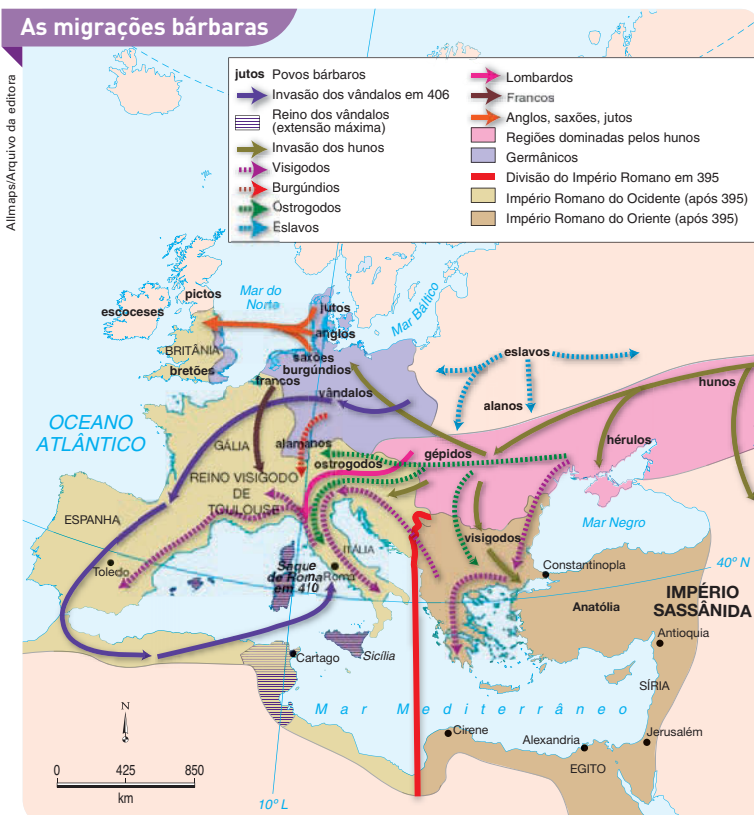 As migrações bárbaras
Allmaps/Arquivo da editora
jutos Povos bárbaros
Invasão dos vândalos em 406
Reino dos vândalos
(extensão máxima)
Invasão dos hunos
Visigodos
Burgúndios
Ostrogodos
Eslavos
Lombardos
Francos
Anglos, saxões, jutos
Regiões dominadas pelos hunos
Germânicos
Divisão do Império Romano em 395
Império Romano do Ocidente (após 395)
Império Romano do Oriente (após 395)
pictos
escoceses
Mar do
Norte
jutos
anglos
Mar Báltico
BRITÂNIA
bretões
saxões
burgúndios
francos
vândalos
eslavos
alanos
hunos
OCEANO
ATLÂNTICO
GÁLIA
alamanos
ostrogodos
gépidos
hérulos
REINO VISIGODO
DE
TOULOUSE
ESPANHA
Toledo
ITÁLIA
Roma
Saque
de Roma
em 410
visigodos
Mar Negro
Constantinopla
40º N
Anatólia
IMPÉRIO
SASSÂNIDA
Antioquia
Cartago
Sicília
SÍRIA
Mar Mediterrâneo
Cirene
Alexandria
Jerusalém
EGITO
N
0 425 850
km
10º L